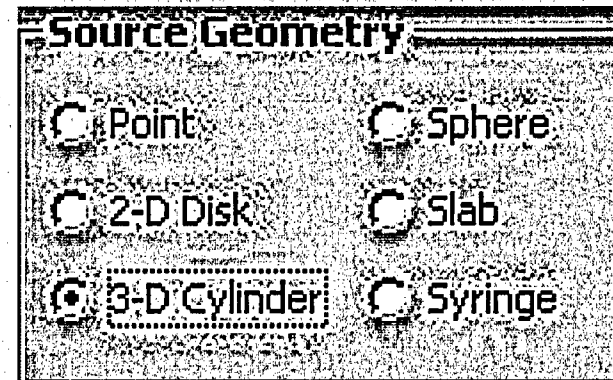 Source Geometry
Point Sphere
2-D Disk Slab
3-D Cylinder Syringe